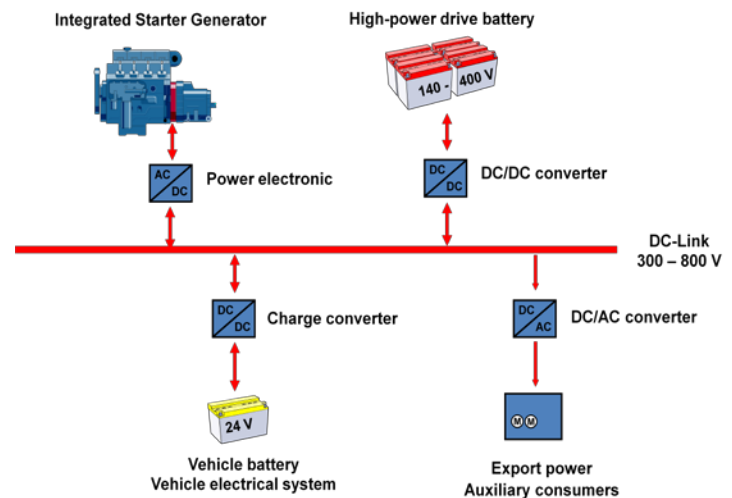 Integrated Starter Generator
High-power drive battery
140 - 400 V
AC
DC
Power electronic
DC
DC
DC/DC converter
DC-Link
300 – 800 V
DC
DC
Charge converter
DC
AC
DC/AC converter
24 V
M M
Vehicle battery
Vehicle electrical system
Export power
Auxiliary consumers